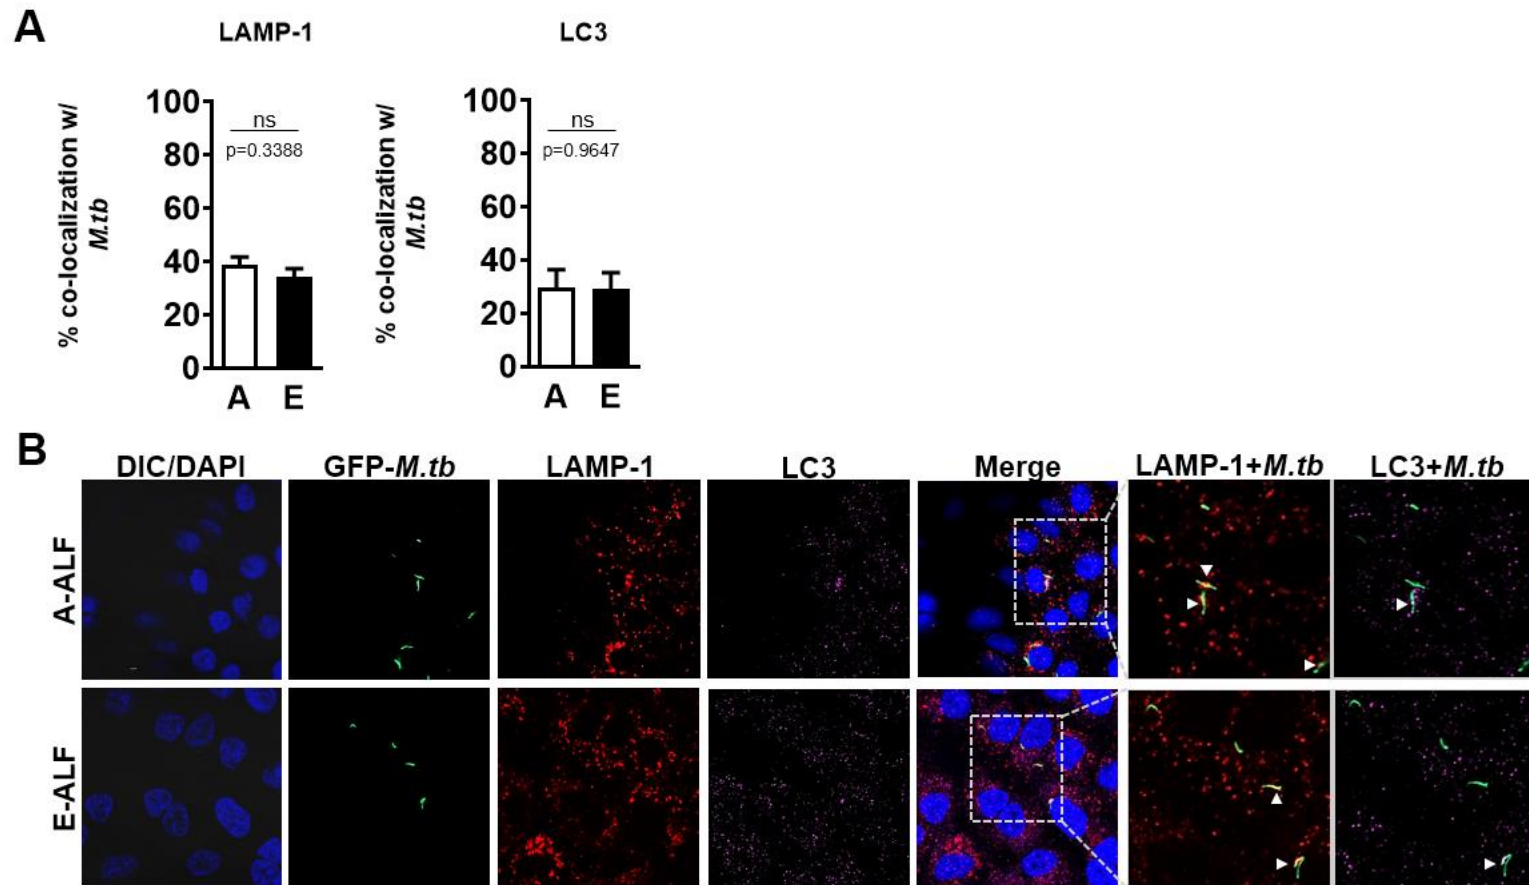 A
LAMP-1
LC3
% co-localization w/
M.tb
100
80
60
40
20
0
ns
p=0.3388
A
E
% co-localization w/
M.tb
100
80
60
40
20
0
ns
p=0.9647
A
E
B
DIC/DAPI
GFP-M.tb
LAMP-1
LC3
Merge
LAMP-1+M.tb
LC3+M.tb
A-ALF
E-ALF